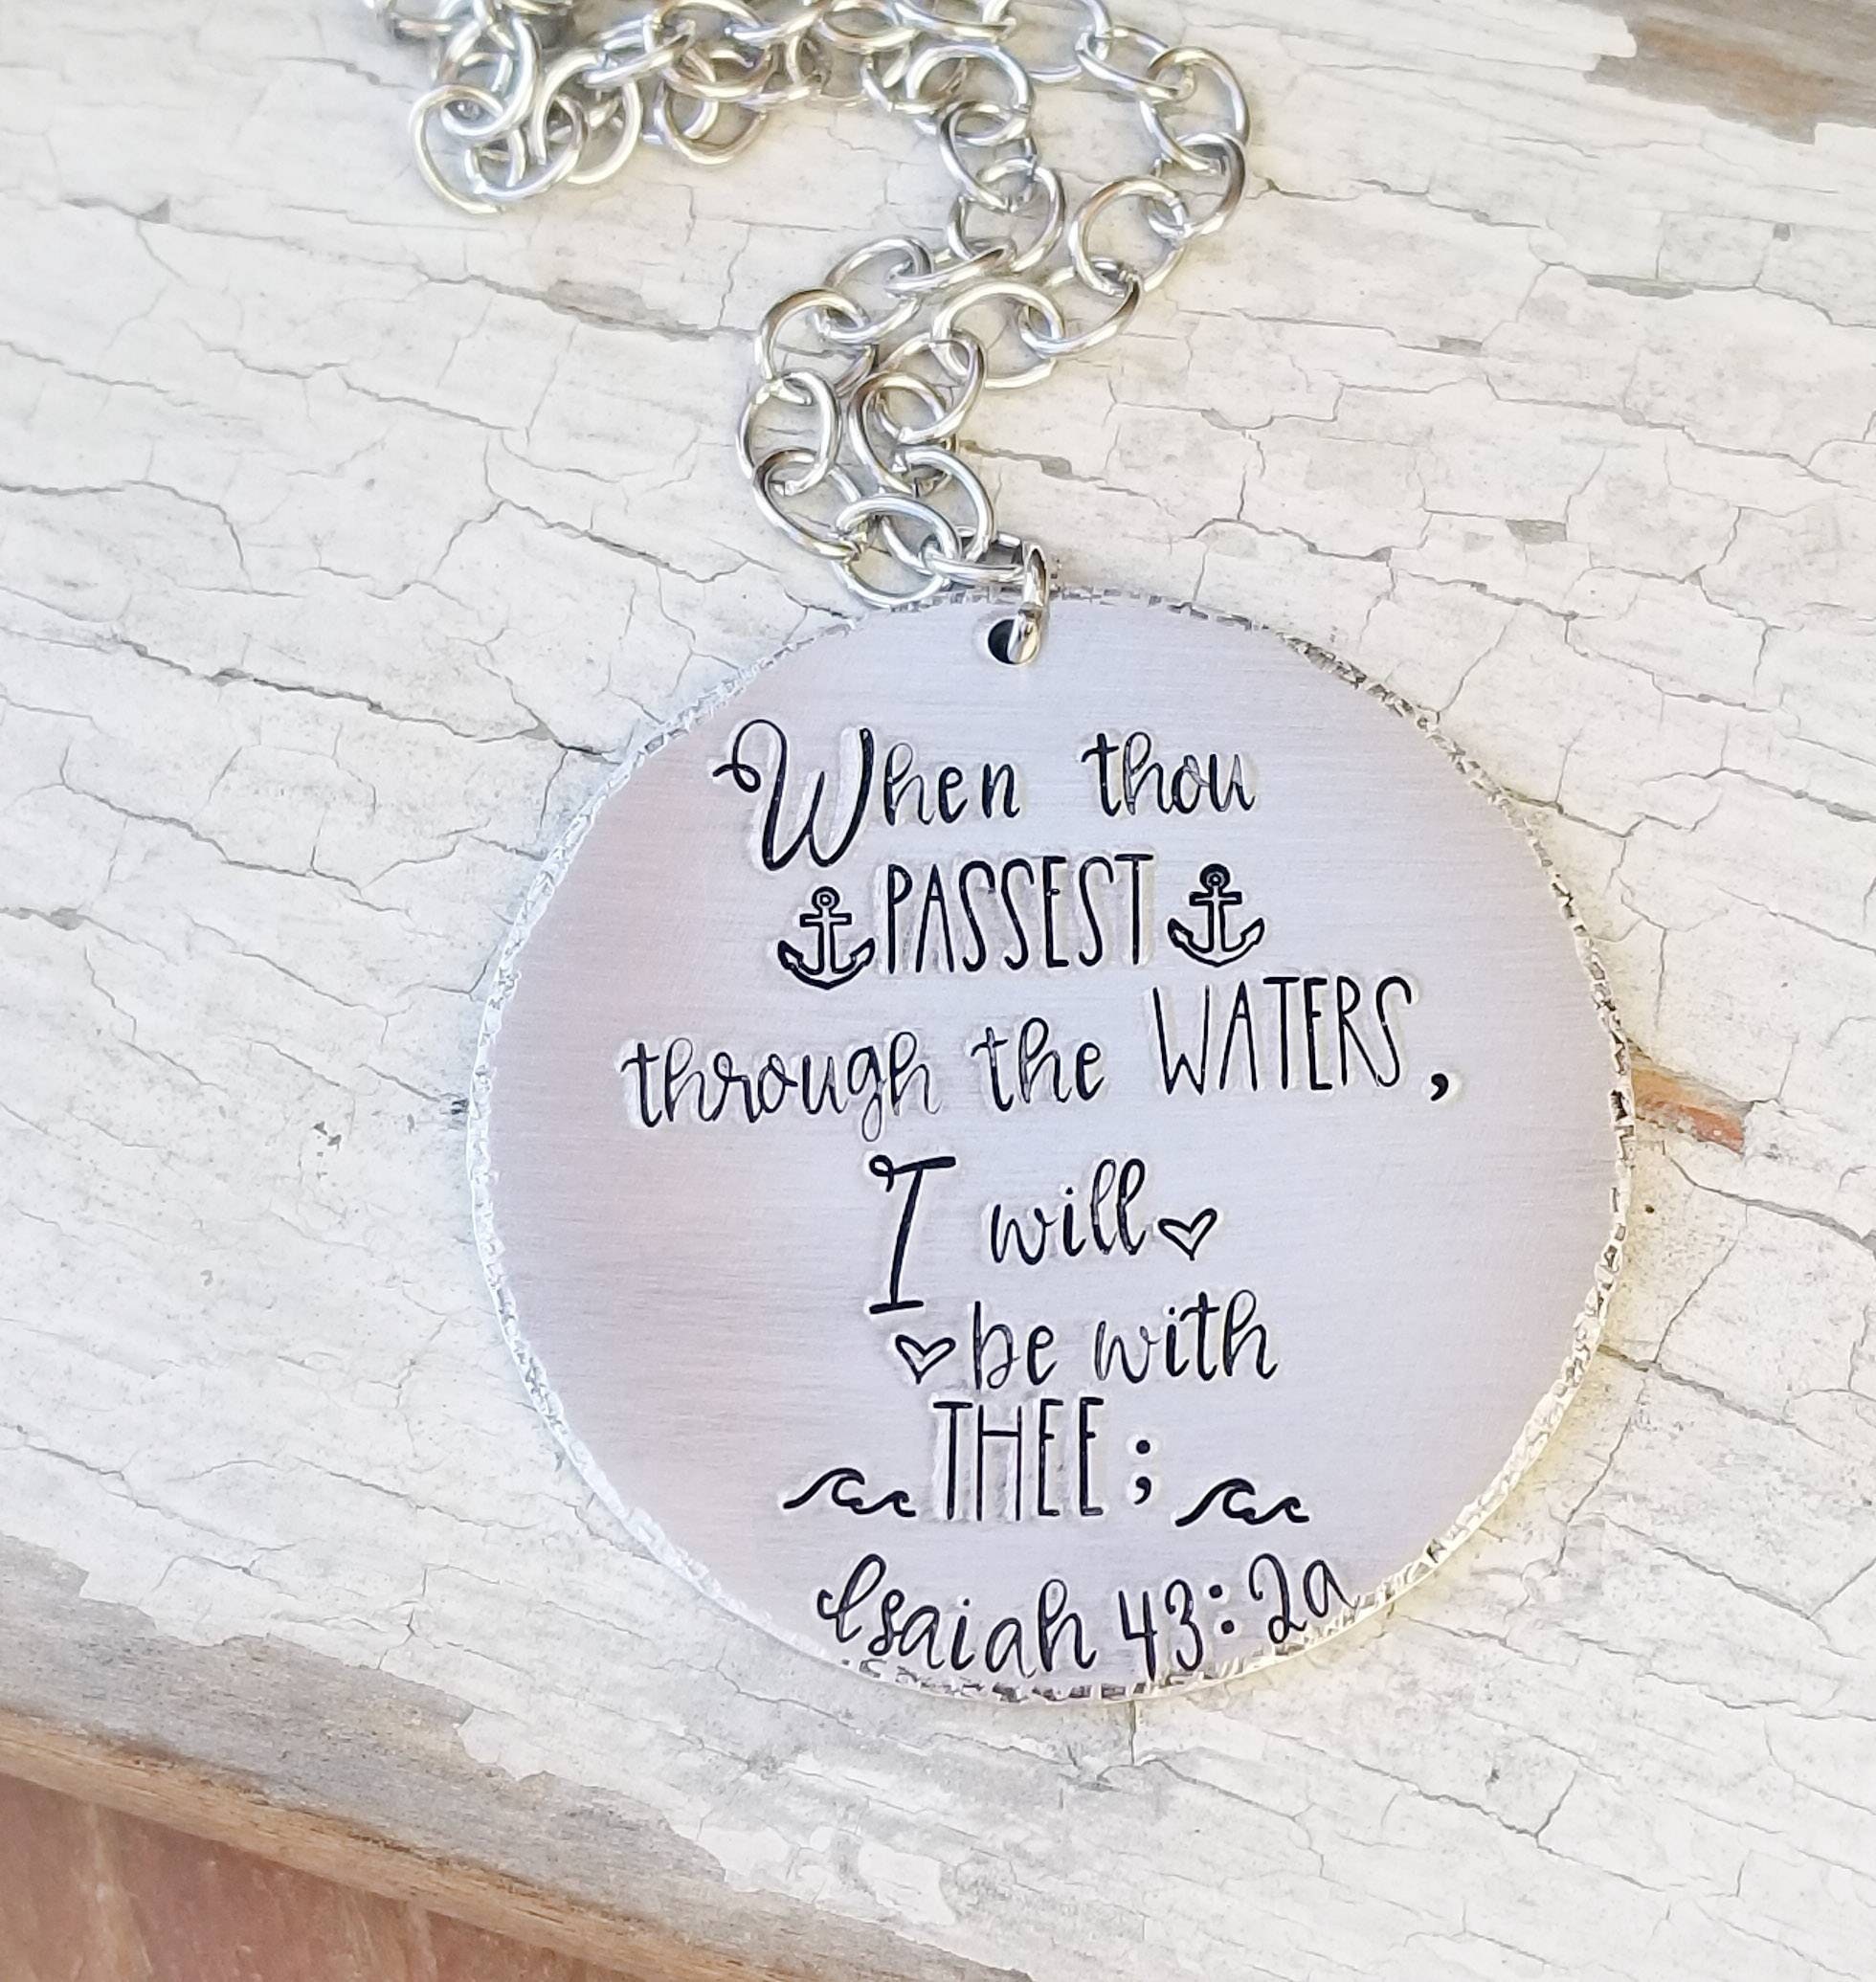 When thou
PASSEST
through the WATERS,
I will
be with
THEE;
Isaiah 43:2a